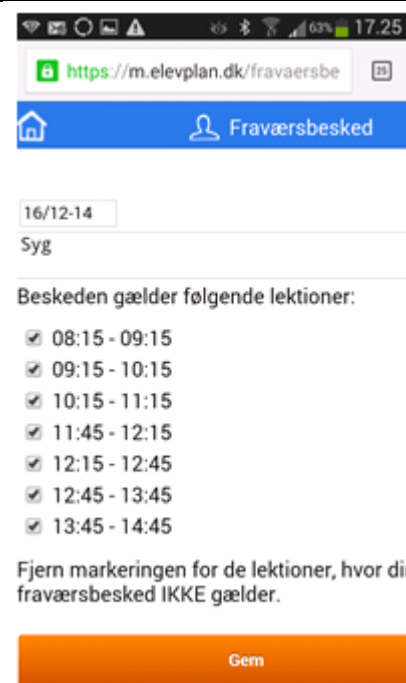 63% 17.25
https://m.elevplan.dk/fravaersbe 25
Fraværsbesked
16/12-14
Syg
Beskeden gælder følgende lektioner:
08:15 - 09:15
09:15 - 10:15
10:15 - 11:15
11:45 - 12:15
12:15 - 12:45
12:45 - 13:45
13:45 - 14:45
Fjern markeringen for de lektioner, hvor di
fraværsbesked IKKE gælder.
Gem